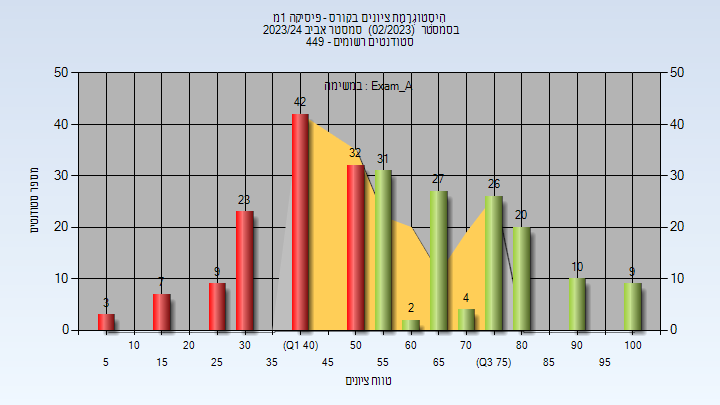 היסטוגרמת ציונים בקורס - פיסיקה 1מ
בסמסטר (02/2023) סמסטר אביב 2023/24
סטודנטים רשומים - 449
במשימה : Exam_A
מספר סטודנטים
50 50
40 40
30 30
20 20
10 10
0 0
3 7 9 23 42 32 31 2 27 4 26 20 10 9
10 20 30 (Q1 40) 50 60 70 80 90 100
5 15 25 35 45 55 65 (Q3 75) 85 95
טווח ציונים